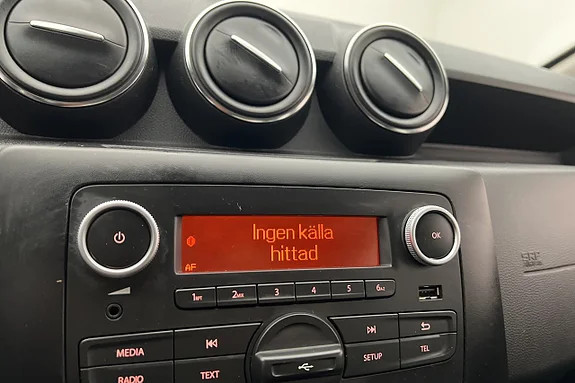 Ingen källa
hittad
AF
OK
1 2 3 4 5 6
MEDIA
RADIO
TEXT
SETUP
TEL